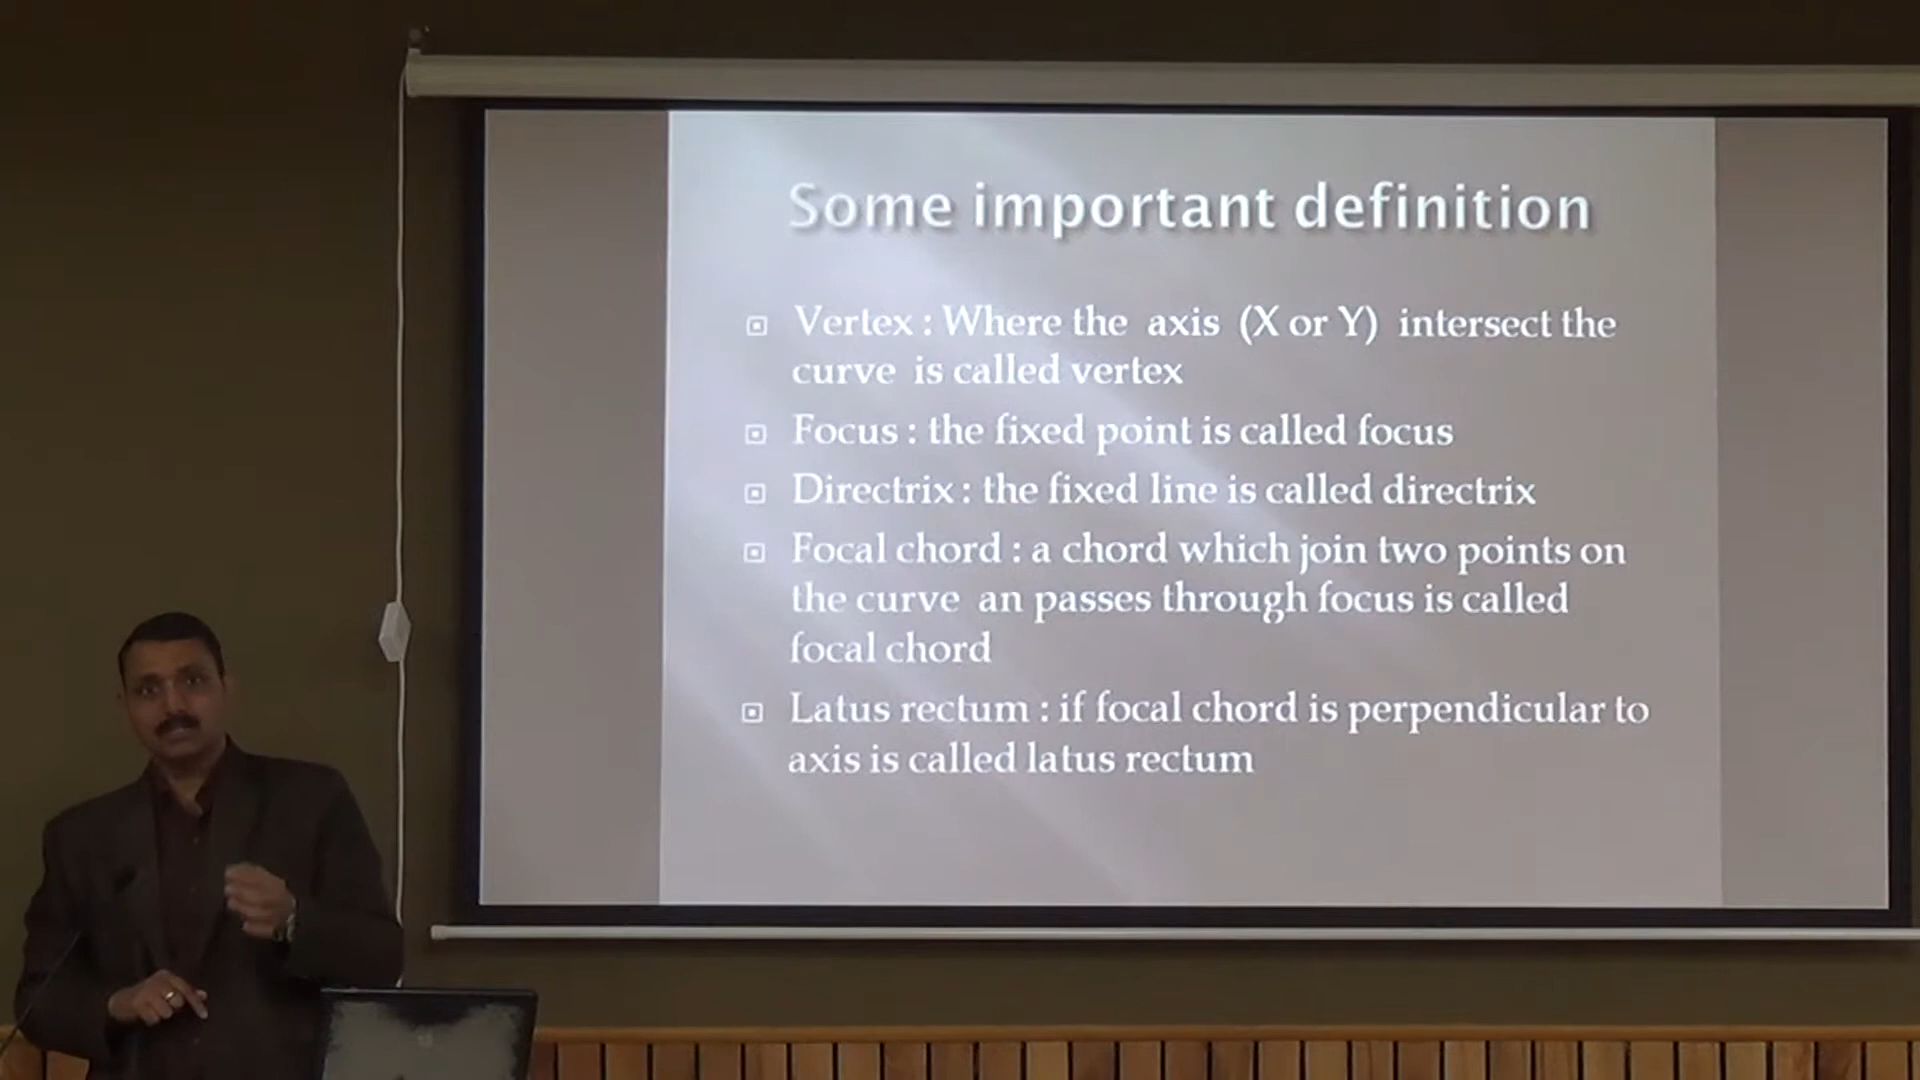 Some important definition
Vertex : Where the axis (X or Y) intersect the
curve is called vertex
Focus : the fixed point is called focus
Directrix : the fixed line is called directrix
Focal chord : a chord which join two points on
the curve an passes through focus is called
focal chord
Latus rectum : if focal chord is perpendicular to
axis is called latus rectum